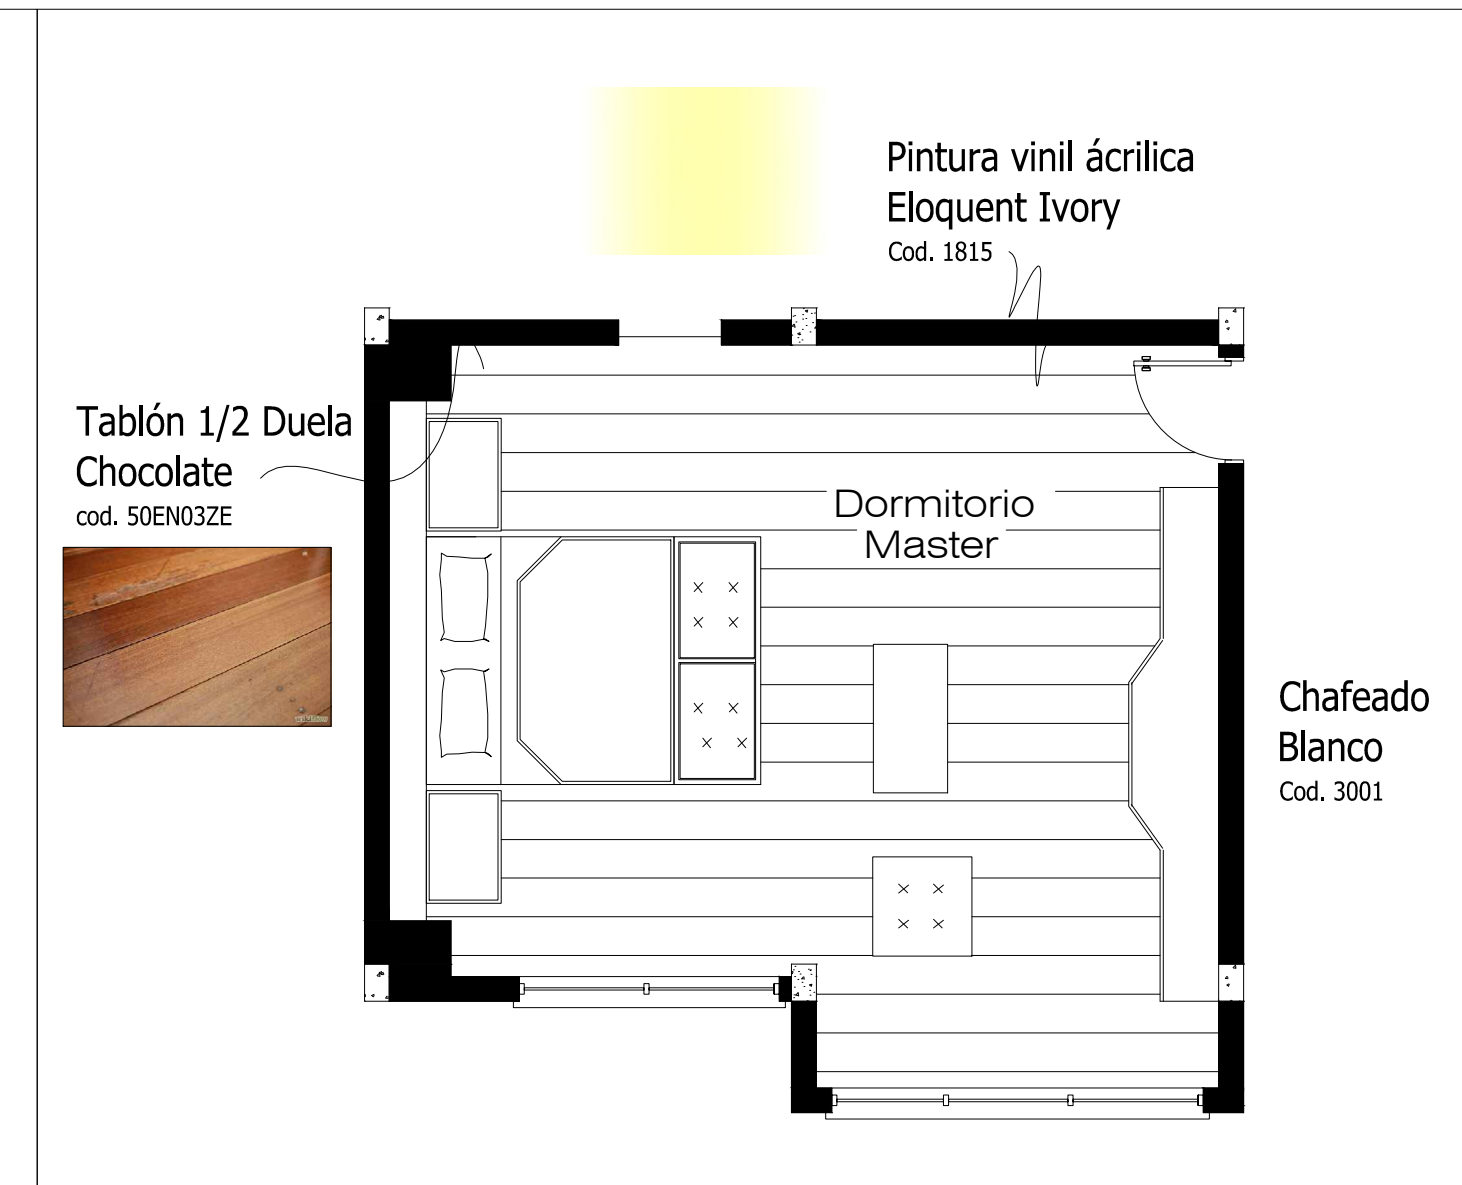 Pintura vinil ácrilica
Eloquent Ivory
Cod. 1815
Tablón 1/2 Duela
Chocolate
cod. 50EN03ZE
Dormitorio
Master
Chafeado
Blanco
Cod. 3001